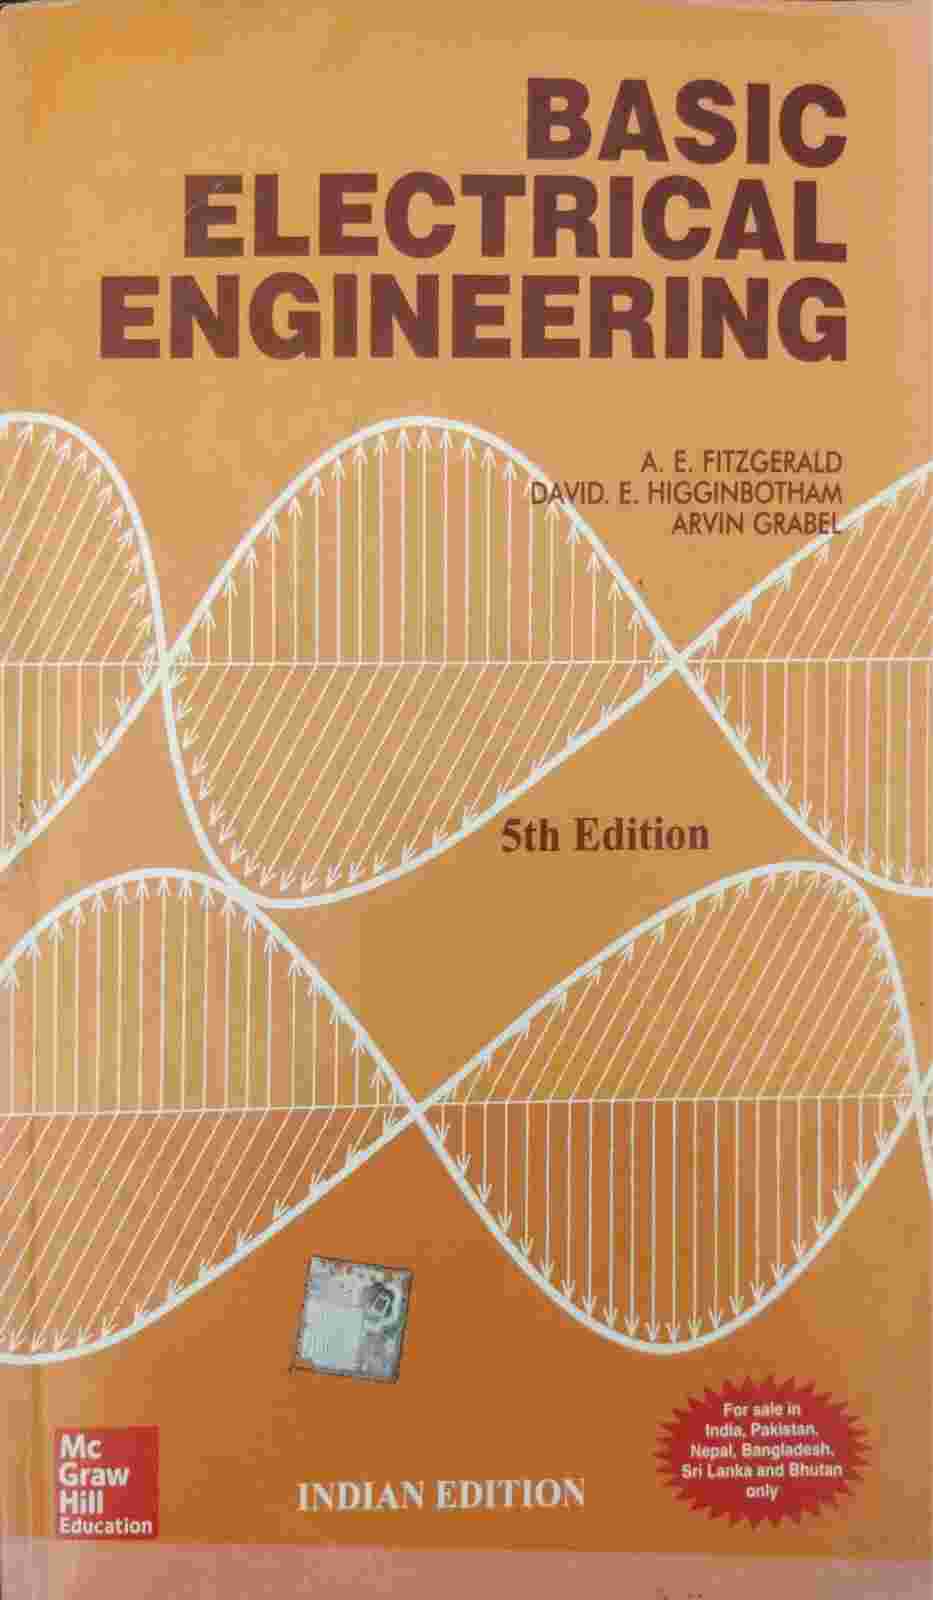 BASIC
ELECTRICAL
ENGINEERING
A. E. FITZGERALD
DAVID. E. HIGGINBOTHAM
ARVIN GRABEL
5th Edition
Mc
Graw
Hill
Education
INDIAN EDITION
For sale in
India, Pakistan,
Nepal, Bangladesh,
Sri Lanka and Bhutan
only